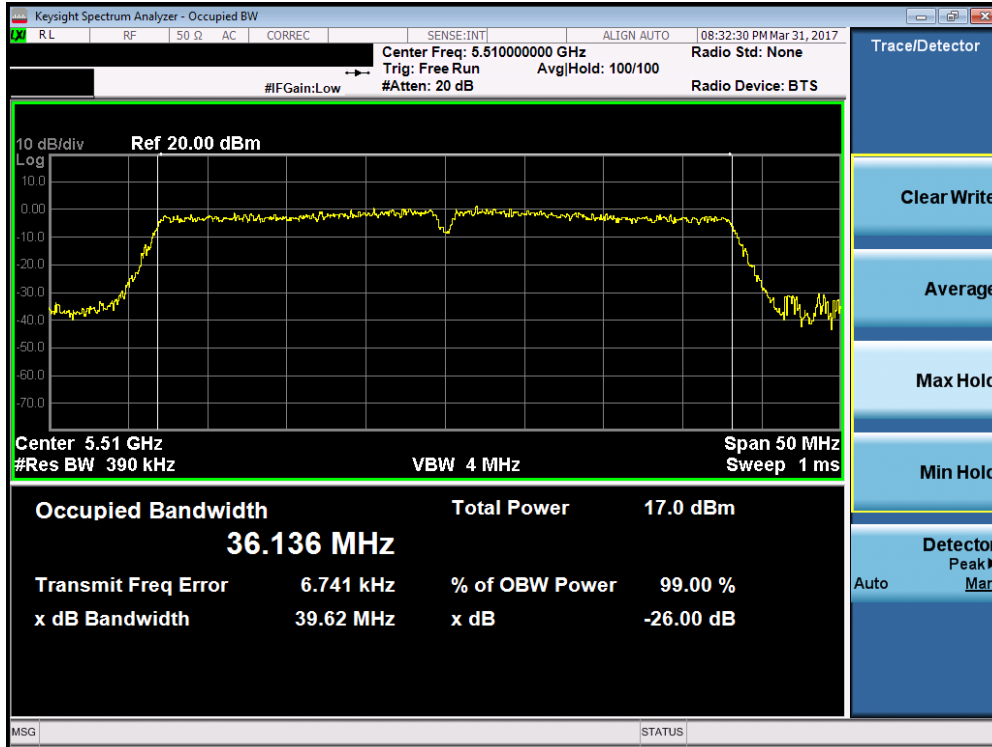 Keysight Spectrum Analyzer - Occupied BW
LXI RL RF 50 Ω AC CORREC SENSE:INT ALIGN AUTO 08:32:30 PM Mar 31, 2017
Center Freq: 5.510000000 GHz Radio Std: None
Trig: Free Run Avg|Hold: 100/100
#IFGain:Low #Atten: 20 dB Radio Device: BTS
Trace/Detector
10 dB/div Ref 20.00 dBm
Log
10.0
0.00
-10.0
-20.0
-30.0
-40.0
-50.0
-60.0
-70.0
Center 5.51 GHz Span 50 MHz
#Res BW 390 kHz VBW 4 MHz Sweep 1 ms
Occupied Bandwidth Total Power 17.0 dBm
36.136 MHz
Transmit Freq Error 6.741 kHz % of OBW Power 99.00 %
x dB Bandwidth 39.62 MHz x dB -26.00 dB
Clear Write
Average
Max Hold
Min Hold
Detector
Peak
Auto Man
MSG STATUS